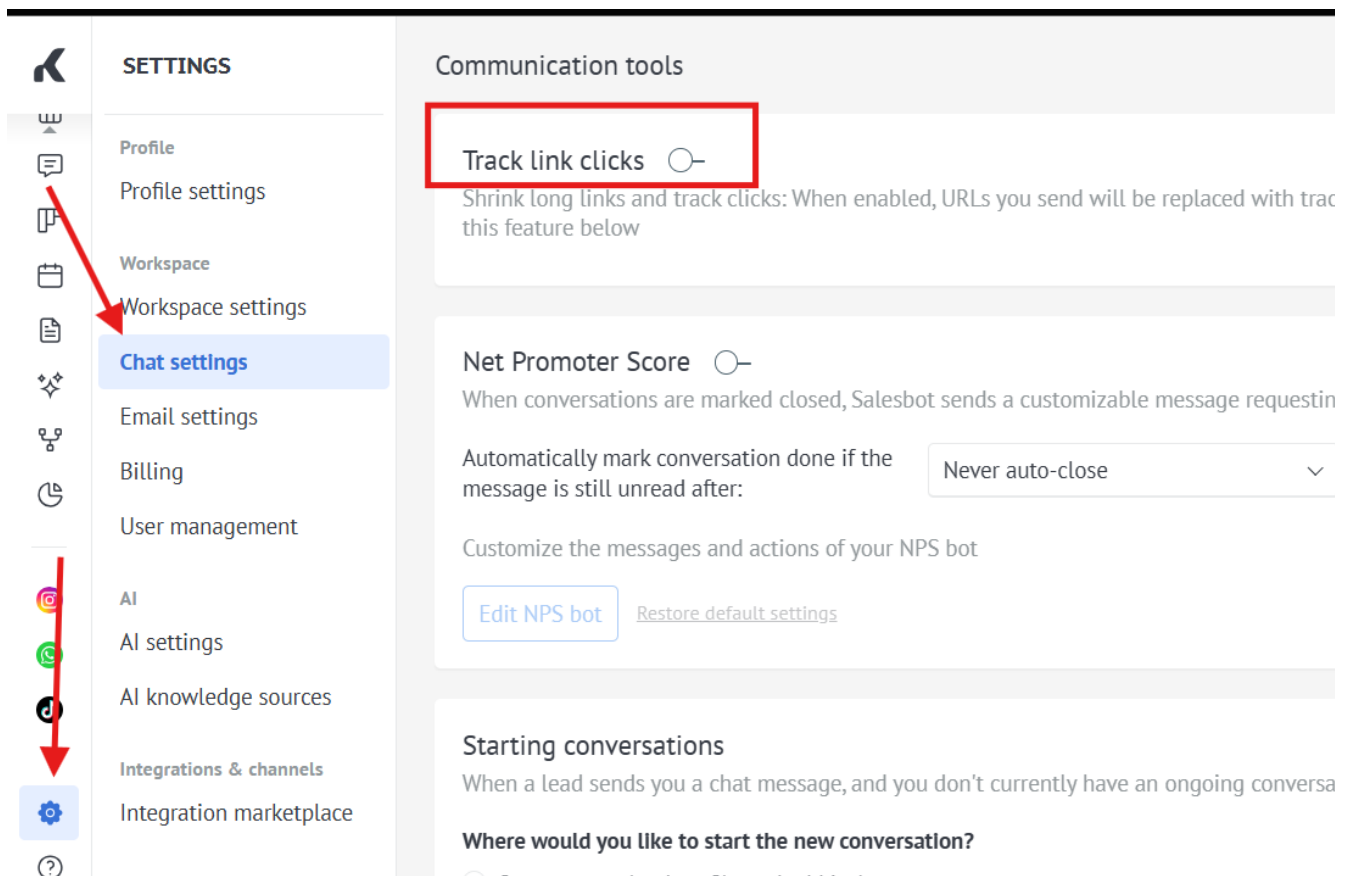 SETTINGS
Profile
Profile settings
Workspace
Workspace settings
Chat settings
Email settings
Billing
User management
AI
AI settings
AI knowledge sources
Integrations & channels
Integration marketplace
Communication tools
Track link clicks
Shrink long links and track clicks: When enabled, URLs you send will be replaced with trac
this feature below
Net Promoter Score
When conversations are marked closed, Salesbot sends a customizable message requestin
Automatically mark conversation done if the
message is still unread after:
Never auto-close
Customize the messages and actions of your NPS bot
Edit NPS bot
Restore default settings
Starting conversations
When a lead sends you a chat message, and you don't currently have an ongoing conversa
Where would you like to start the new conversation?